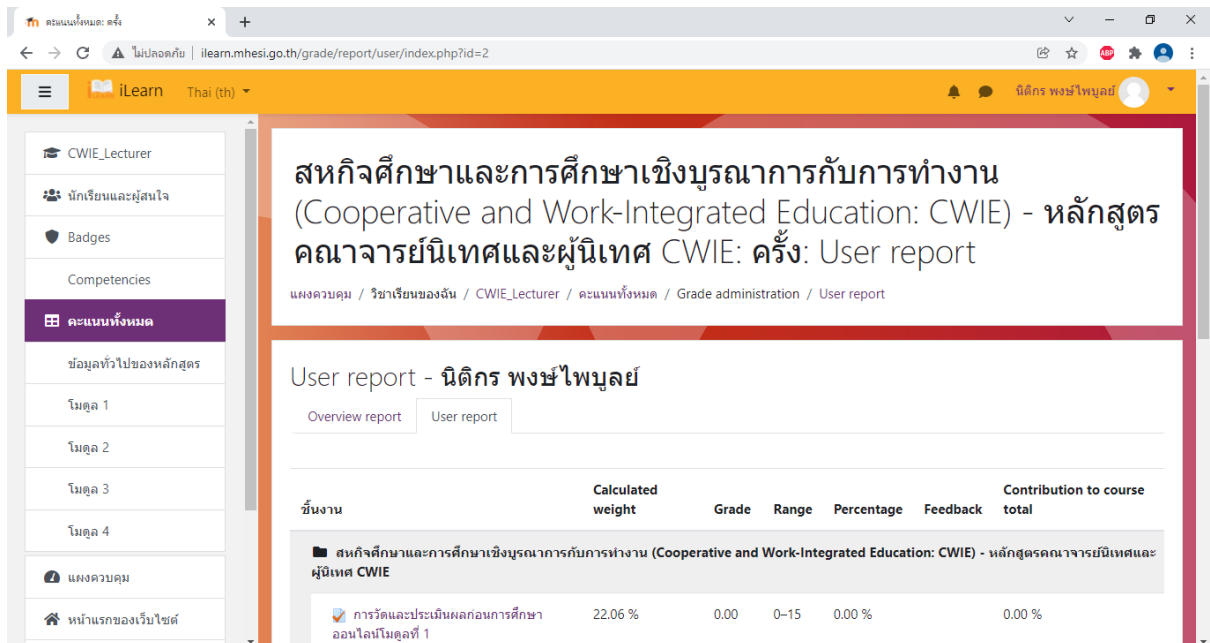 คะแนนทั้งหมด: ครั้ง
ไม่ปลอดภัย | ilearn.mhesi.go.th/grade/report/user/index.php?id=2
ABP
iLearn Thai (th)
นิติกร พงษ์ไพบูลย์
CWIE_Lecturer
นักเรียนและผู้สนใจ
Badges
Competencies
คะแนนทั้งหมด
ข้อมูลทั่วไปของหลักสูตร
โมดูล 1
โมดูล 2
โมดูล 3
โมดูล 4
แผงควบคุม
หน้าแรกของเว็บไซต์
สหกิจศึกษาและการศึกษาเชิงบูรณาการกับการทำงาน
(Cooperative and Work-Integrated Education: CWIE) - หลักสูตร
คณาจารย์นิเทศและผู้นิเทศ CWIE: ครั้ง: User report
แผงควบคุม / วิชาเรียนของฉัน / CWIE_Lecturer / คะแนนทั้งหมด / Grade administration / User report
User report - นิติกร พงษ์ไพบูลย์
Overview report User report
ชิ้นงาน Calculated weight Grade Range Percentage Feedback Contribution to course total
สหกิจศึกษาและการศึกษาเชิงบูรณาการกับการทำงาน (Cooperative and Work-Integrated Education: CWIE) - หลักสูตรคณาจารย์นิเทศและ
ผู้นิเทศ CWIE
การวัดและประเมินผลก่อนการศึกษา 22.06 % 0.00 0–15 0.00 % 0.00 %
ออนไลน์โมดูลที่ 1